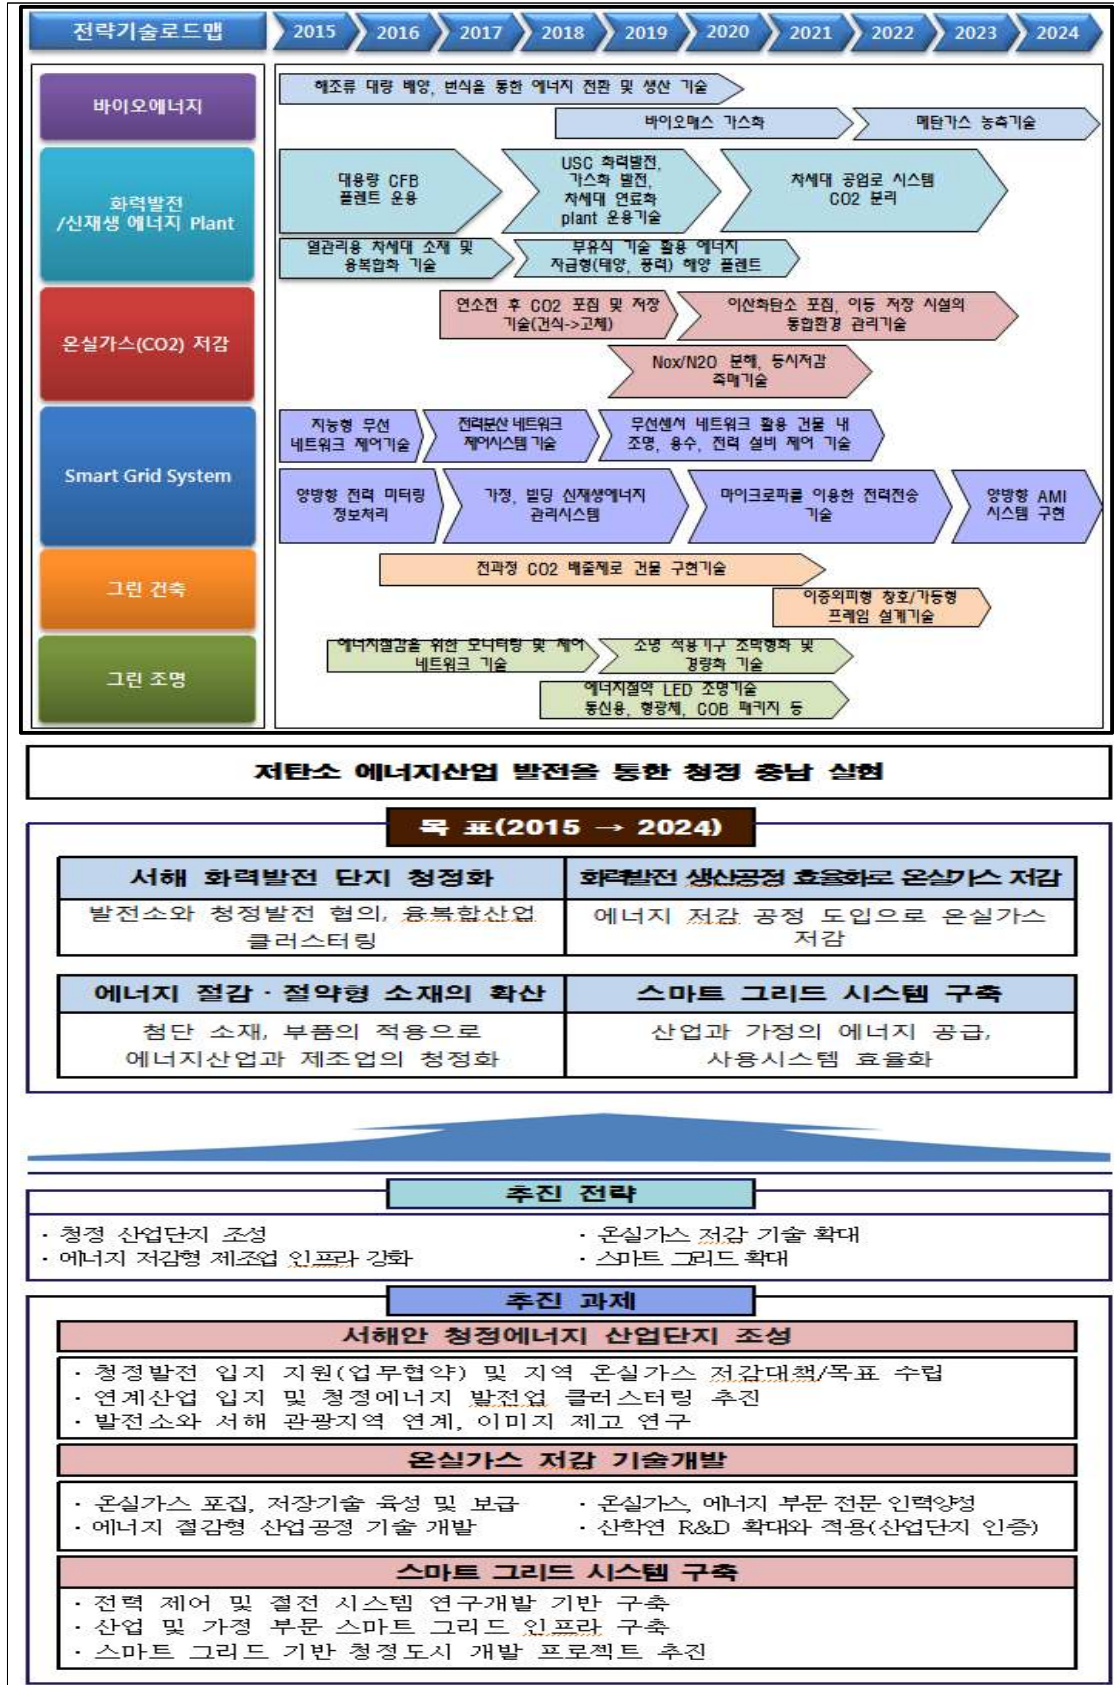 전략기술로드맵 2015 2016 2017 2018 2019 2020 2021 2022 2023 2024
바이오에너지
해조류 대량 배양, 번식을 통한 에너지 전환 및 생산 기술
바이오매스 가스화
메탄가스 농축기술
화력발전
/신재생 에너지 Plant
대용량 CFB
플랜트 운용
USC 화력발전,
가스화 발전,
차세대 연료화
plant 운용기술
차세대 공업로 시스템
CO2 분리
열관리용 차세대 소재 및
융복합화 기술
부유식 기술 활용 에너지
자급형(태양, 풍력) 해양 플랜트
온실가스(CO2) 저감
연소전 후 CO2 포집 및 저장
기술(건식->고체)
이산화탄소 포집, 이동 저장 시설의
통합환경 관리기술
Nox/N2O 분해, 동시저감
촉매기술
Smart Grid System
지능형 무선
네트워크 제어기술
전력분산 네트워크
제어시스템 기술
무선센서 네트워크 활용 건물 내
조명, 용수, 전력 설비 제어 기술
양방향 전력 미터링
정보처리
가정, 빌딩 신재생에너지
관리시스템
마이크로파를 이용한 전력전송
기술
양방향 AMI
시스템 구현
그린 건축
전과정 CO2 배출제로 건물 구현기술
이중외피형 창호/가동형
프레임 설계기술
그린 조명
에너지절감을 위한 모니터링 및 제어
네트워크 기술
조명 적용기구 초박형화 및
경량화 기술
에너지절약 LED 조명기술
통신용, 형광체, COB 패키지 등
저탄소 에너지산업 발전을 통한 청정 충남 실현
목 표(2015 → 2024)
서해 화력발전 단지 청정화
발전소와 청정발전 협의, 융복합산업
클러스터링
화력발전 생산공정 효율화로 온실가스 저감
에너지 저감 공정 도입으로 온실가스
저감
에너지 절감 · 절약형 소재의 확산
첨단 소재, 부품의 적용으로
에너지산업과 제조업의 청정화
스마트 그리드 시스템 구축
산업과 가정의 에너지 공급,
사용시스템 효율화
추진 전략
· 청정 산업단지 조성
· 에너지 저감형 제조업 인프라 강화
· 온실가스 저감 기술 확대
· 스마트 그리드 확대
추진 과제
서해안 청정에너지 산업단지 조성
· 청정발전 입지 지원(업무협약) 및 지역 온실가스 저감대책/목표 수립
· 연계산업 입지 및 청정에너지 발전업 클러스터링 추진
· 발전소와 서해 관광지역 연계, 이미지 제고 연구
온실가스 저감 기술개발
· 온실가스 포집, 저장기술 육성 및 보급
· 에너지 절감형 산업공정 기술 개발
· 온실가스, 에너지 부문 전문 인력양성
· 산학연 R&D 확대와 적용(산업단지 인증)
스마트 그리드 시스템 구축
· 전력 제어 및 절전 시스템 연구개발 기반 구축
· 산업 및 가정 부문 스마트 그리드 인프라 구축
· 스마트 그리드 기반 청정도시 개발 프로젝트 추진